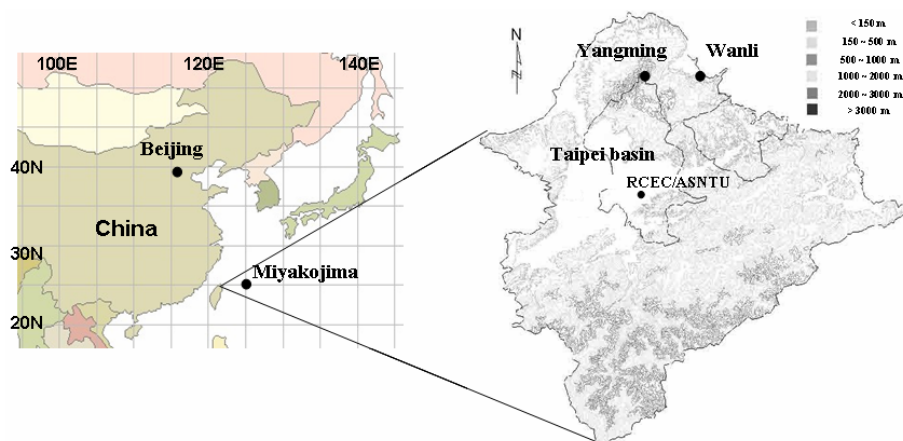 100E
120E
140E
40N
30N
20N
Beijing
China
Miyakojima
N
Yangming
Wanli
Taipei basin
RCEC/ASNTU
< 150 m
150 ~ 500 m
500 ~ 1000 m
1000 ~ 2000 m
2000 ~ 3000 m
> 3000 m